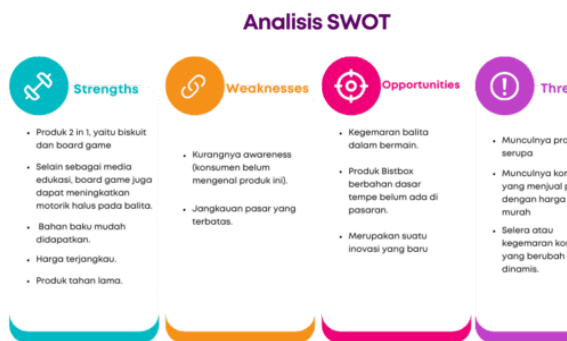 Analisis SWOT
Strengths
• Produk 2 in 1, yaitu biskuit
dan board game
• Selain sebagai media
edukasi, board game juga
dapat meningkatkan
motorik halus pada balita.
• Bahan baku mudah
didapatkan.
• Harga terjangkau.
• Produk tahan lama.
Weaknesses
• Kurangnya awareness
(konsumen belum
mengenal produk ini).
• Jangkauan pasar yang
terbatas.
Opportunities
• Kegemaran balita
dalam bermain.
• Produk Bistbox
berbahan dasar
tempe belum ada di
pasaran.
• Merupakan suatu
inovasi yang baru
Thre
• Munculnya pro
serupa
• Munculnya kor
yang menjual p
dengan harga
murah
• Selera atau
kegemaran kor
yang berubah
dinamis.